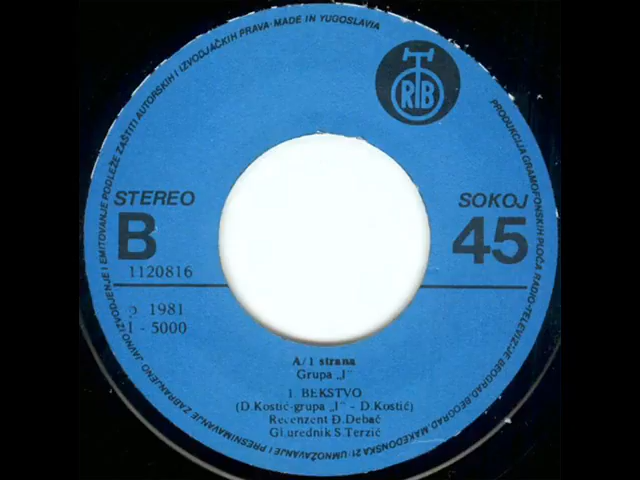 JAVNO IZVODJENJE I EMITOVANJE PODLEŽE ZAŠTITI AUTORSKIH I IZVODJAČKIH PRAVA · MADE IN YUGOSLAVIA
PRODUKCIJA GRAMOFONSKIH PLOČA RADIO-TELEVIZIJE BEOGRAD-BEOGRAD, MAKEDONSKA 21 · UMNOŽAVANJE I PRESNIMAVANJE ZABRANJENO
RTB
STEREO
SOKOJ
B
45
1120816
℗ 1981
I - 5000
A/1 strana
Grupa „I”
1. BEKSTVO
(D.Kostić-grupa „I” - D.Kostić)
Recenzent Đ.Debač
Gl.urednik S.Terzić